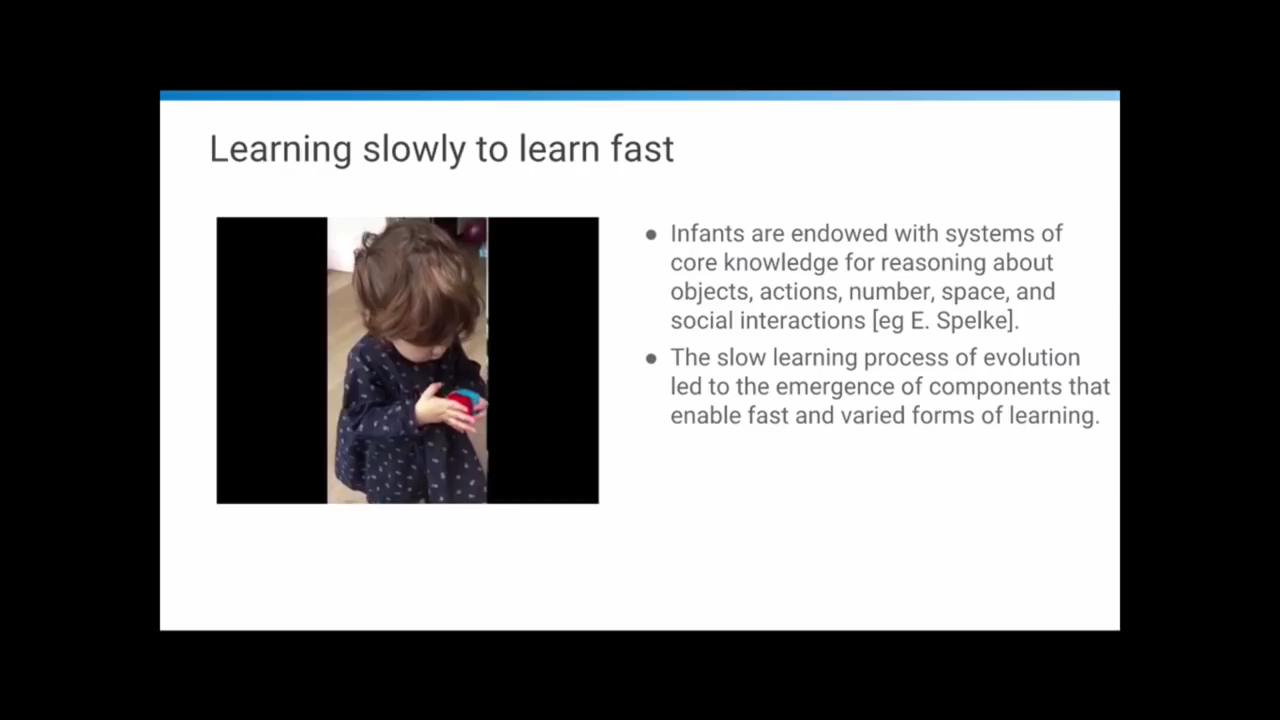 Learning slowly to learn fast
● Infants are endowed with systems of
core knowledge for reasoning about
objects, actions, number, space, and
social interactions [eg E. Spelke].
● The slow learning process of evolution
led to the emergence of components that
enable fast and varied forms of learning.